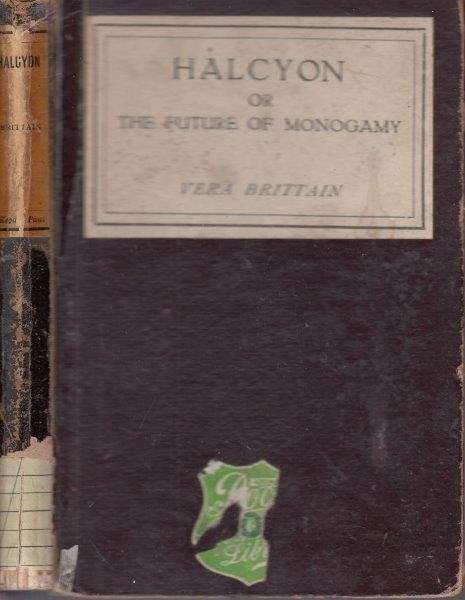 HALCYON
BRITTAIN
HALCYON
OR
THE FUTURE OF MONOGAMY
VERA BRITTAIN